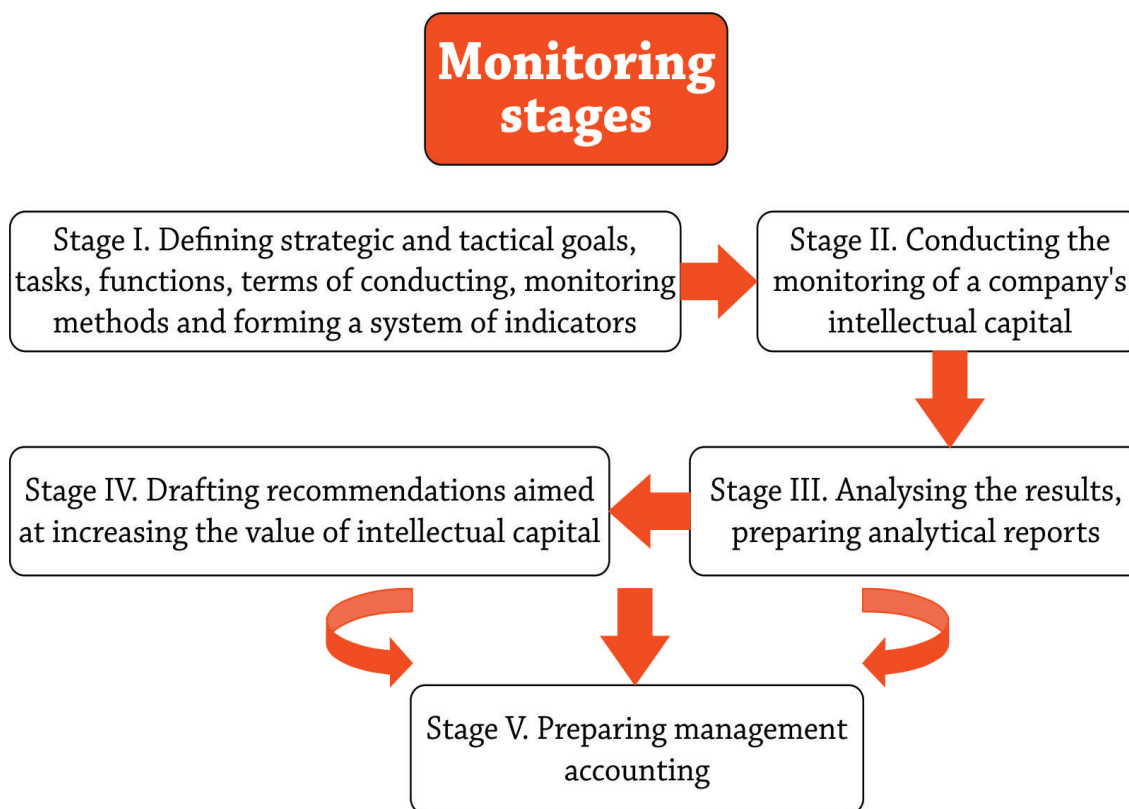 Monitoring
stages
Stage I. Defining strategic and tactical goals,
tasks, functions, terms of conducting, monitoring
methods and forming a system of indicators
Stage II. Conducting the
monitoring of a company's
intellectual capital
Stage IV. Drafting recommendations aimed
at increasing the value of intellectual capital
Stage III. Analysing the results,
preparing analytical reports
Stage V. Preparing management
accounting